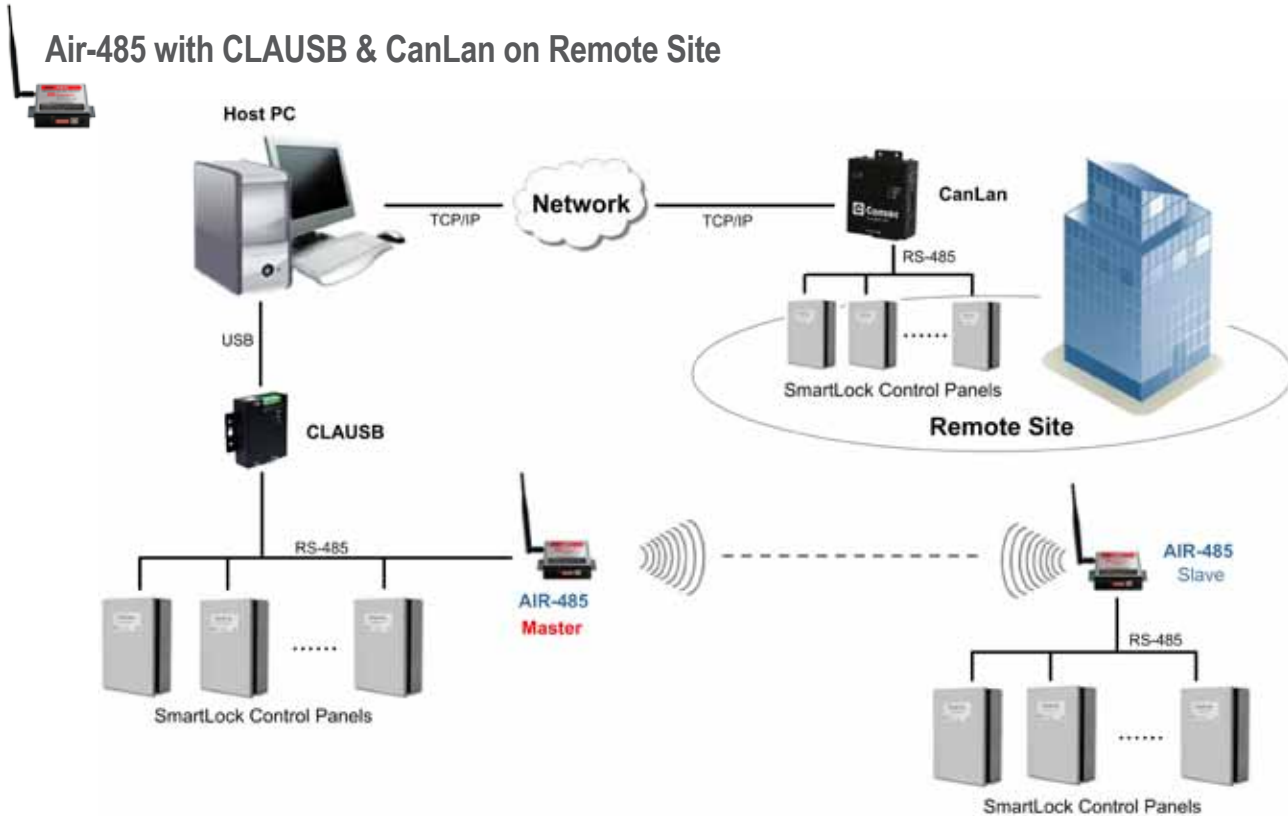 Air-485 with CLAUSB & CanLan on Remote Site
Host PC
Network
TCP/IP
TCP/IP
CanLan
Canvac
RS-485
USB
SmartLock Control Panels
Remote Site
CLAUSB
RS-485
AIR-485
Master
AIR-485
Slave
RS-485
SmartLock Control Panels
SmartLock Control Panels